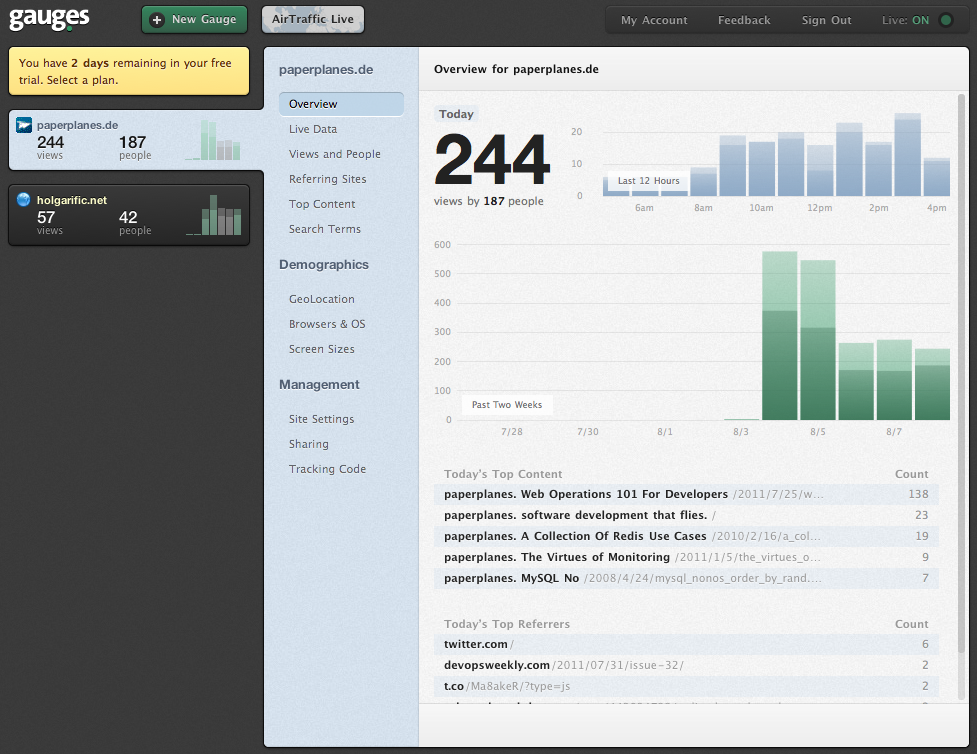 gauges
New Gauge
AirTraffic Live
My Account
Feedback
Sign Out
Live: ON
You have 2 days remaining in your free
trial. Select a plan.
paperplanes.de
244
187
views
people
holgarific.net
57
42
views
people
paperplanes.de
Overview
Live Data
Views and People
Referring Sites
Top Content
Search Terms
Demographics
GeoLocation
Browsers & OS
Screen Sizes
Management
Site Settings
Sharing
Tracking Code
Overview for paperplanes.de
Today
244
views by 187 people
20
10
0
Last 12 Hours
6am 8am 10am 12pm 2pm 4pm
600
500
400
300
200
100
0
Past Two Weeks
7/28 7/30 8/1 8/3 8/5 8/7
Today's Top Content Count
paperplanes. Web Operations 101 For Developers /2011/7/25/w... 138
paperplanes. software development that flies. / 23
paperplanes. A Collection Of Redis Use Cases /2010/2/16/a_col... 19
paperplanes. The Virtues of Monitoring /2011/1/5/the_virtues_o... 9
paperplanes. MySQL No /2008/4/24/mysql_nonos_order_by_rand.... 7
Today's Top Referrers Count
twitter.com/ 6
devopsweekly.com/2011/07/31/issue-32/ 2
t.co/Ma8akeR/?type=js 2